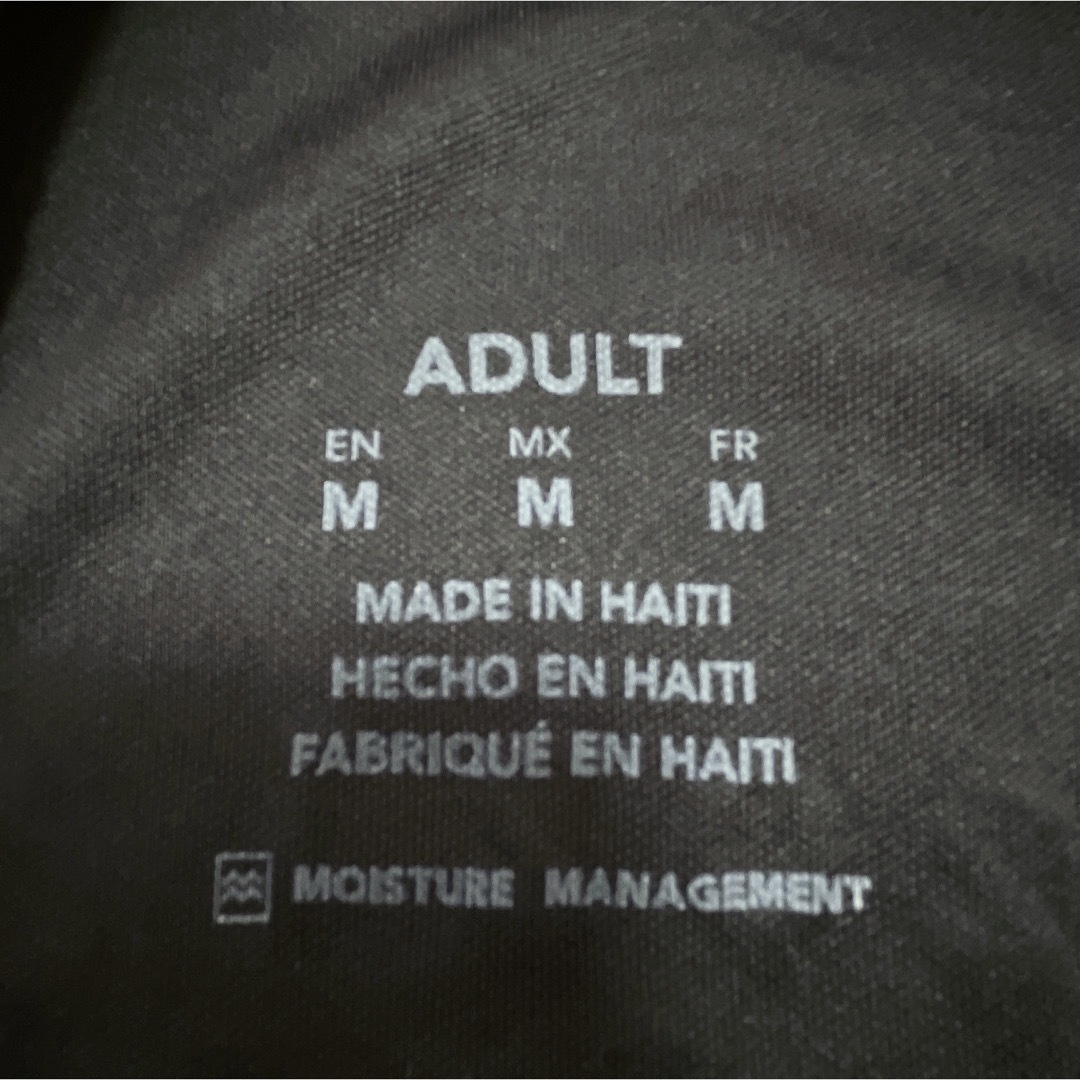 ADULT
EN MX FR
M M M
MADE IN HAITI
HECHO EN HAITI
FABRIQUÉ EN HAITI
MOISTURE MANAGEMENT